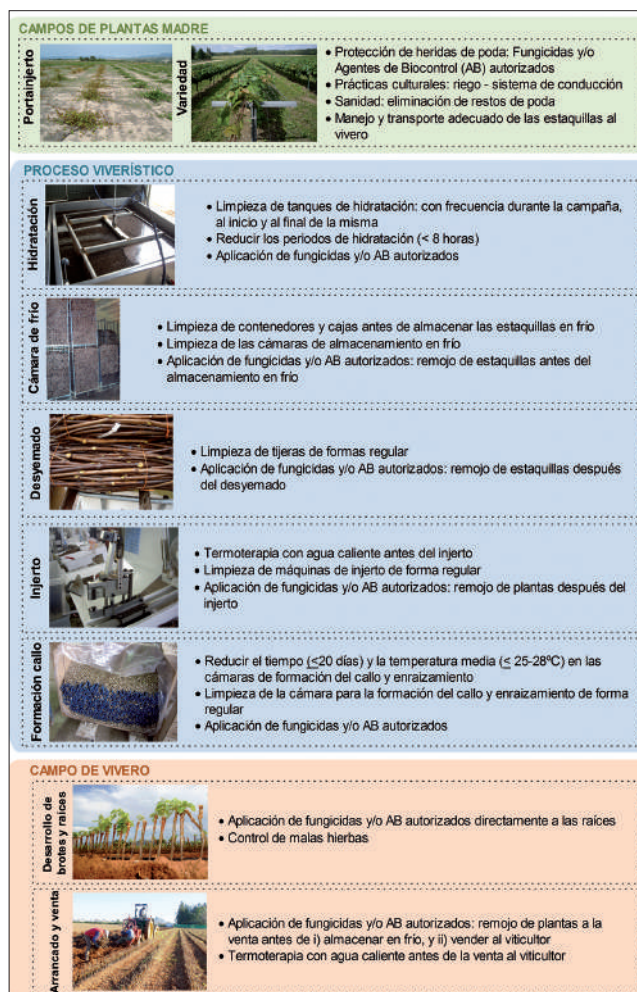 CAMPOS DE PLANTAS MADRE
Portainjerto
Variedad
• Protección de heridas de poda: Fungicidas y/o
Agentes de Biocontrol (AB) autorizados
• Prácticas culturales: riego - sistema de conducción
• Sanidad: eliminación de restos de poda
• Manejo y transporte adecuado de las estaquillas al
vivero
PROCESO VIVERÍSTICO
Hidratación
• Limpieza de tanques de hidratación: con frecuencia durante la campaña,
al inicio y al final de la misma
• Reducir los periodos de hidratación (< 8 horas)
• Aplicación de fungicidas y/o AB autorizados
Cámara de frío
• Limpieza de contenedores y cajas antes de almacenar las estaquillas en frío
• Limpieza de las cámaras de almacenamiento en frío
• Aplicación de fungicidas y/o AB autorizados: remojo de estaquillas antes del
almacenamiento en frío
Desyemado
• Limpieza de tijeras de formas regular
• Aplicación de fungicidas y/o AB autorizados: remojo de estaquillas después
del desyemado
Injerto
• Termoterapia con agua caliente antes del injerto
• Limpieza de máquinas de injerto de forma regular
• Aplicación de fungicidas y/o AB autorizados: remojo de plantas después del
injerto
Formación callo
• Reducir el tiempo (≤20 días) y la temperatura media (≤ 25-28ºC) en las
cámaras de formación del callo y enraizamiento
• Limpieza de la cámara para la formación del callo y enraizamiento de forma
regular
• Aplicación de fungicidas y/o AB autorizados
CAMPO DE VIVERO
Desarrollo de
brotes y raíces
• Aplicación de fungicidas y/o AB autorizados directamente a las raíces
• Control de malas hierbas
Arrancado y venta
• Aplicación de fungicidas y/o AB autorizados: remojo de plantas a la
venta antes de i) almacenar en frío, y ii) vender al viticultor
• Termoterapia con agua caliente antes de la venta al viticultor